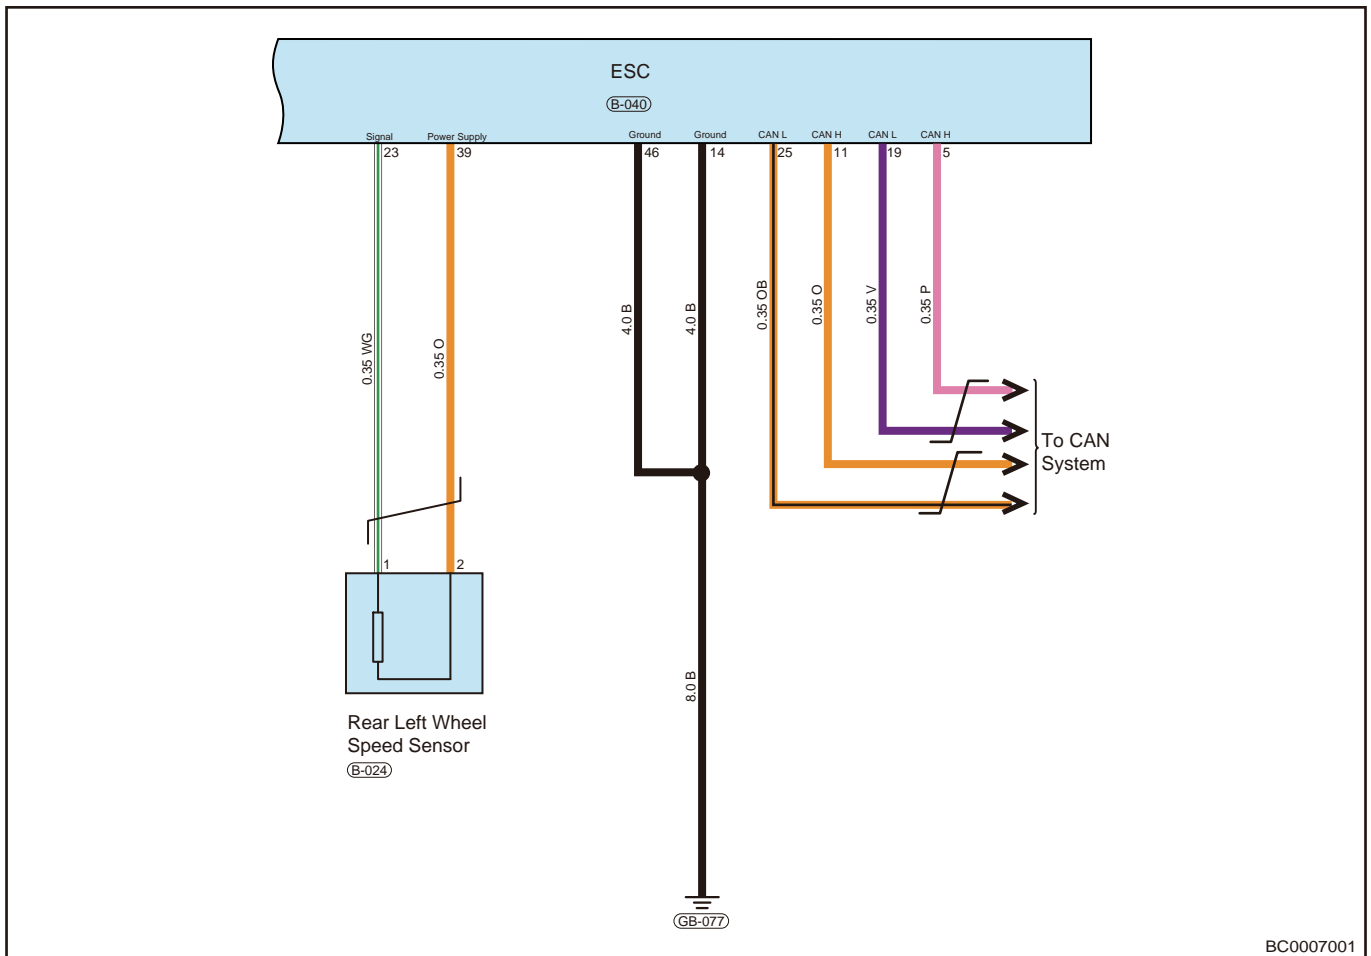 ESC
B-040
Signal
Power Supply
Ground
Ground
CAN L
CAN H
CAN L
CAN H
23
39
46
14
25
11
19
5
0.35 WG
0.35 O
4.0 B
4.0 B
0.35 OB
0.35 O
0.35 V
0.35 P
To CAN
System
1
2
8.0 B
Rear Left Wheel
Speed Sensor
B-024
GB-077
BC0007001